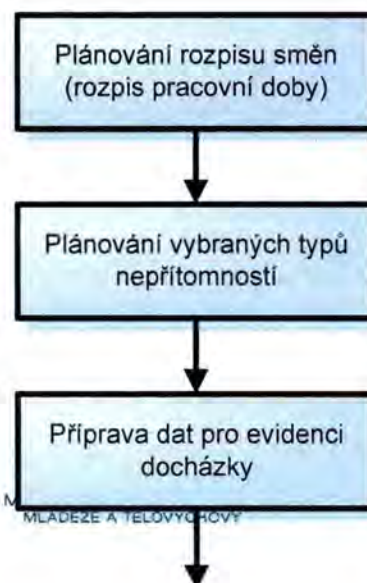 Plánování rozpisu směn
(rozpis pracovní doby)
Plánování vybraných typů
nepřítomností
Příprava dat pro evidenci
docházky
M
MLÁDEŽE A TĚLOVÝCHOVY